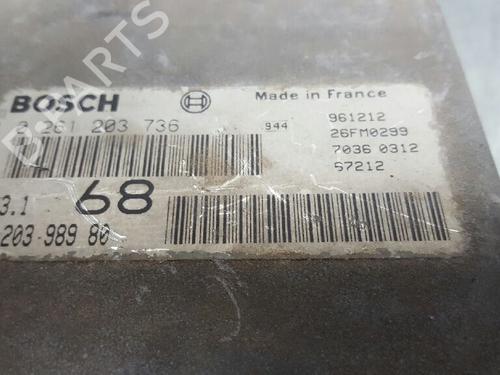 B-PARTS
BOSCH Made in France
0 261 203 736 944 961212
26FM0299
7036 0312
57212
3.1 68
203 989 80